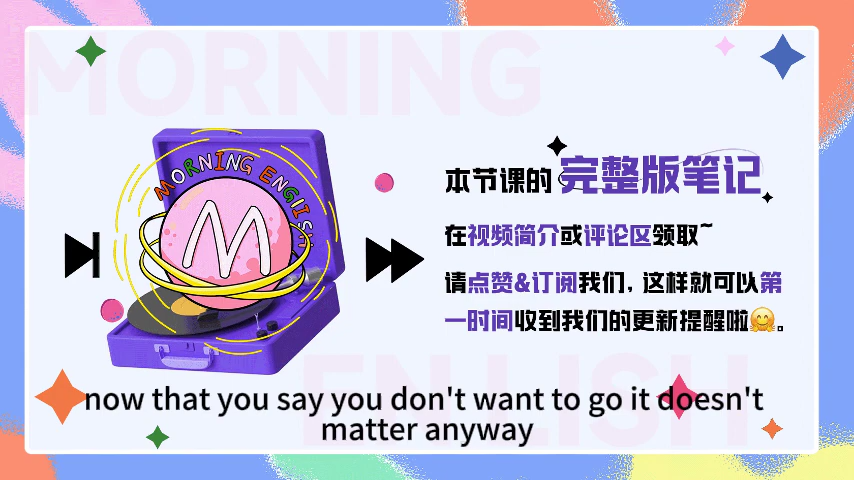 MORNING
MORNING ENGlISH
M
本节课的 完整版笔记
在视频简介或评论区领取~
请点赞&订阅我们，这样就可以第
一时间收到我们的更新提醒啦🤗。
ENGLISH
now that you say you don't want to go it doesn't
matter anyway